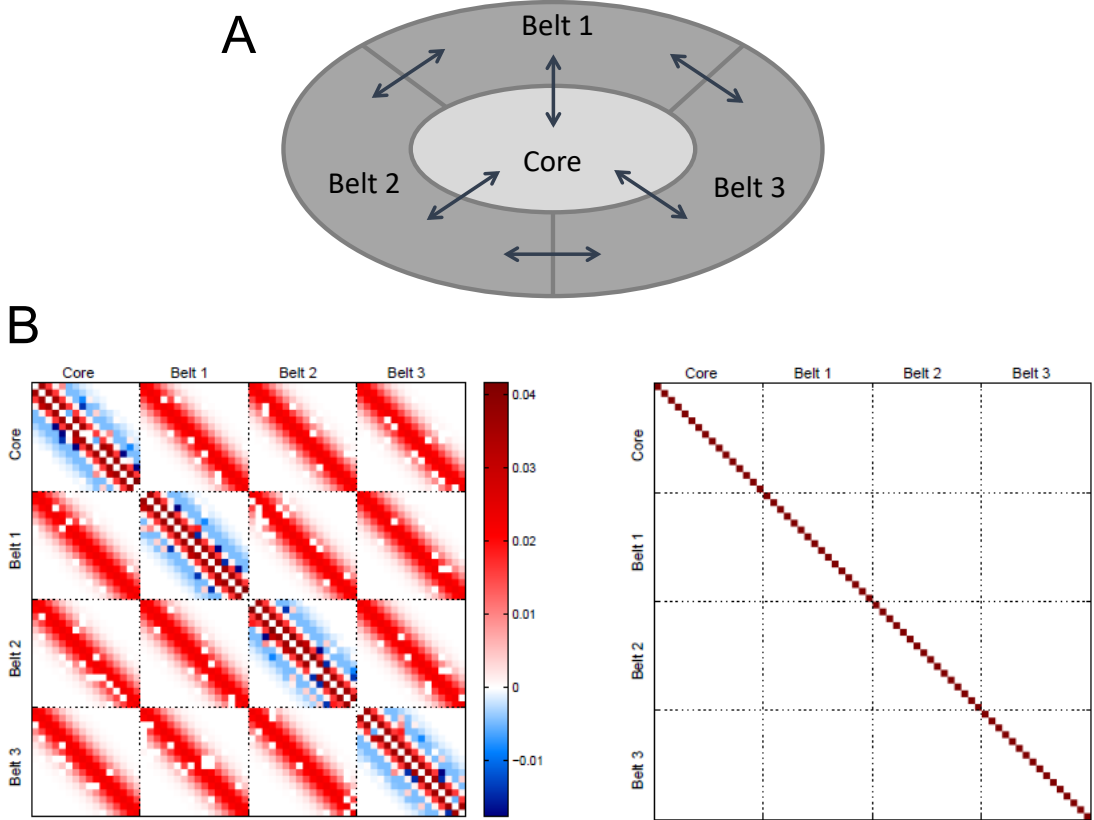 A
Belt 1
Core
Belt 2
Belt 3
B
Core Belt 1 Belt 2 Belt 3
Core
Belt 1
Belt 2
Belt 3
0.04
0.03
0.02
0.01
0
−0.01
Core Belt 1 Belt 2 Belt 3
Core
Belt 1
Belt 2
Belt 3